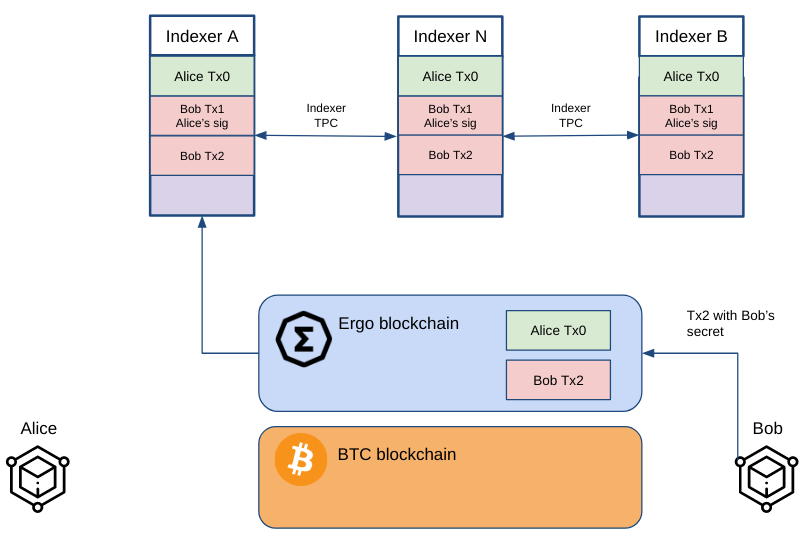 Indexer A
Indexer N
Indexer B
Alice Tx0
Alice Tx0
Alice Tx0
Bob Tx1
Alice's sig
Indexer
TPC
Bob Tx1
Alice's sig
Indexer
TPC
Bob Tx1
Alice's sig
Bob Tx2
Bob Tx2
Bob Tx2
Σ
Ergo blockchain
Alice Tx0
Bob Tx2
Tx2 with Bob's
secret
Alice
Bob
BTC blockchain